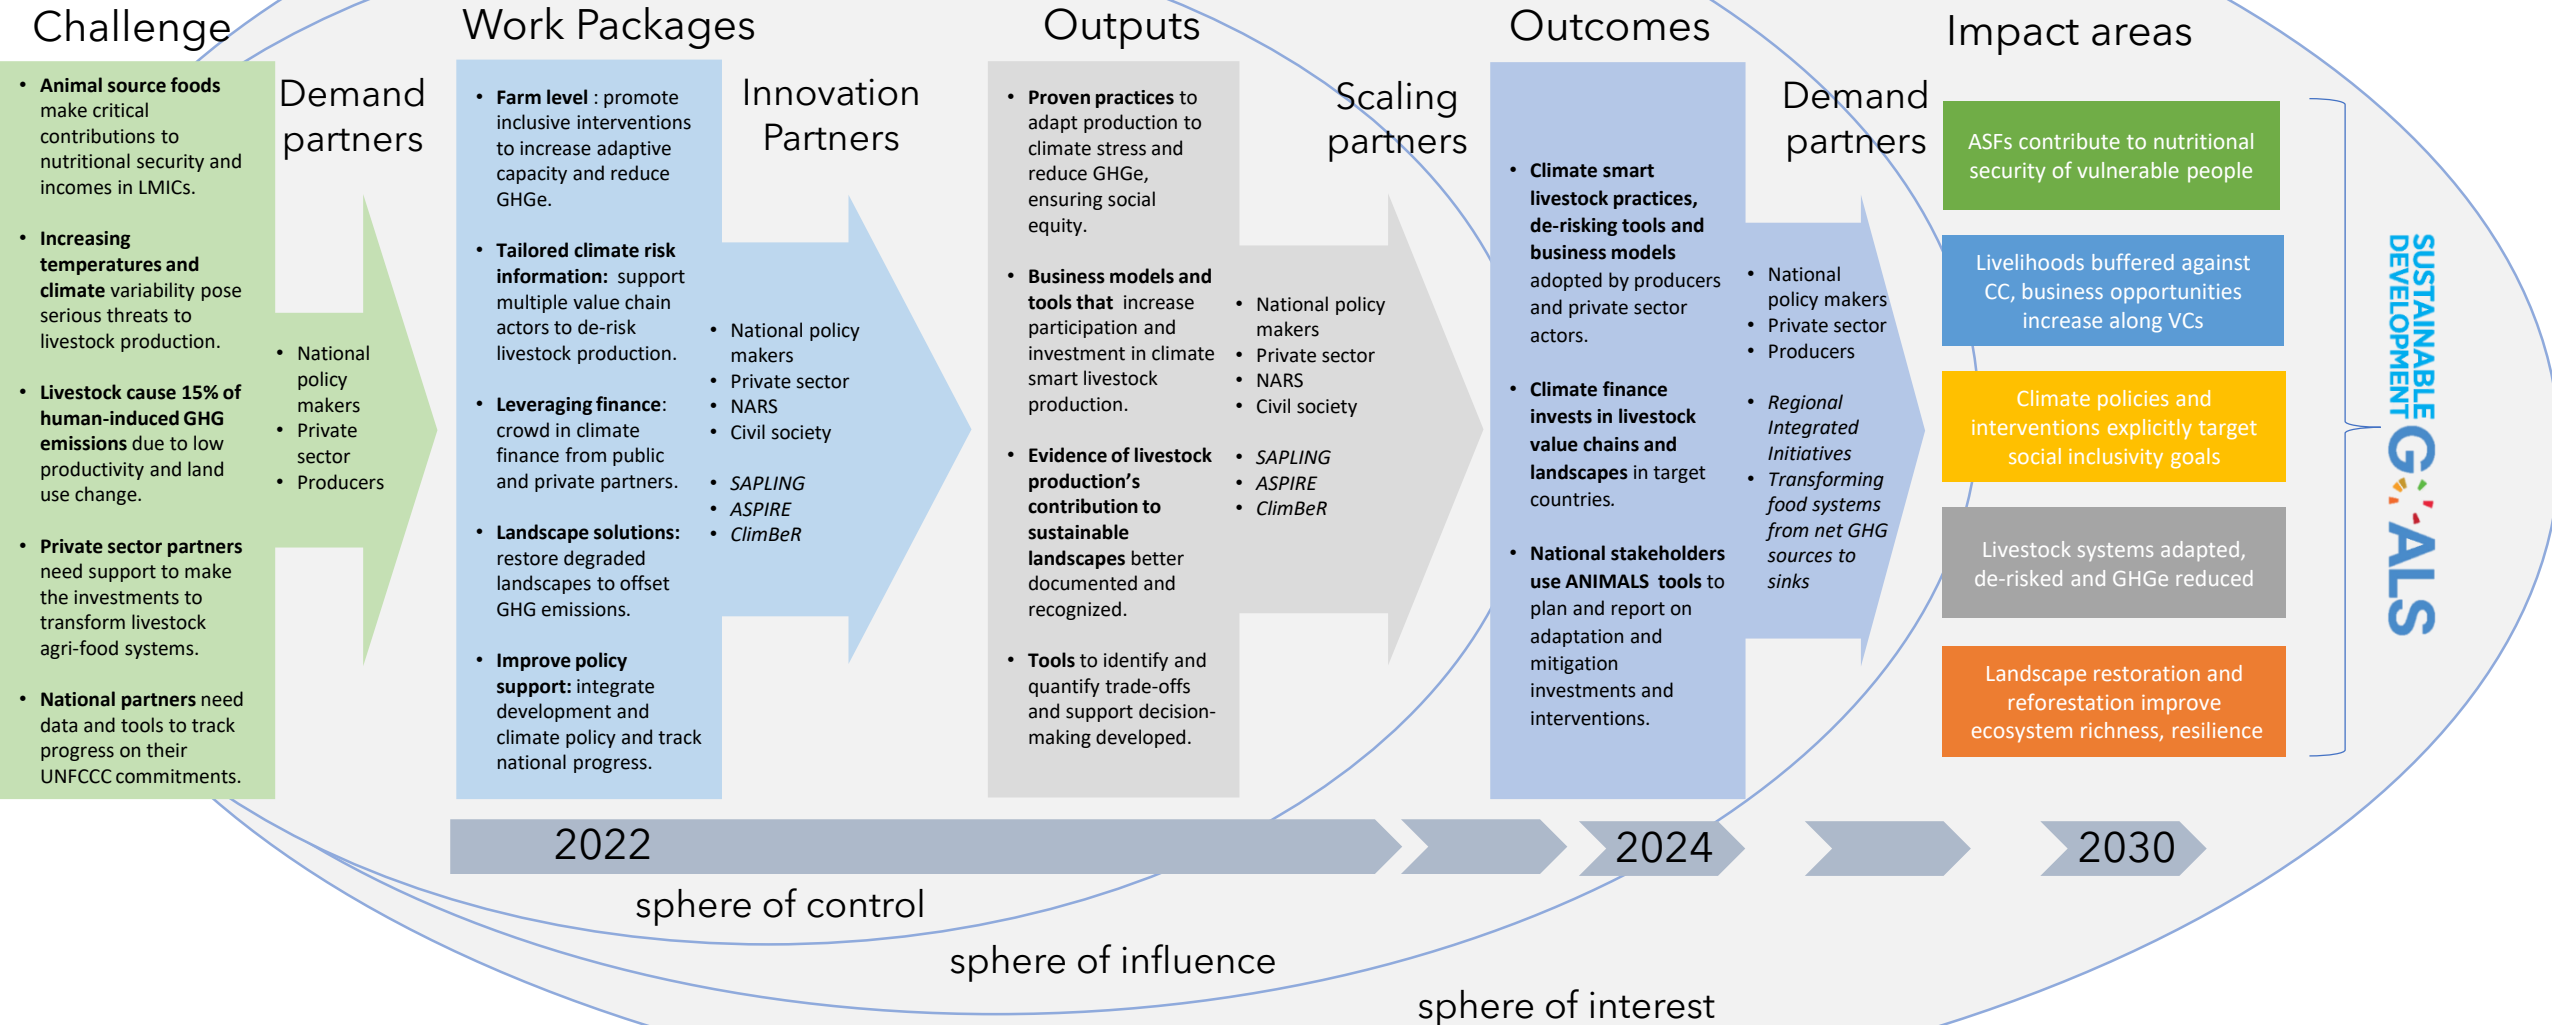 Challenge
• Animal source foods
make critical
contributions to
nutritional security and
incomes in LMICs.
• Increasing
temperatures and
climate variability pose
serious threats to
livestock production.
• Livestock cause 15% of
human-induced GHG
emissions due to low
productivity and land
use change.
• Private sector partners
need support to make
the investments to
transform livestock
agri-food systems.
• National partners need
data and tools to track
progress on their
UNFCCC commitments.
Demand
partners
• National
policy
makers
• Private
sector
• Producers
Work Packages
• Farm level : promote
inclusive interventions
to increase adaptive
capacity and reduce
GHGe.
• Tailored climate risk
information: support
multiple value chain
actors to de-risk
livestock production.
• Leveraging finance:
crowd in climate
finance from public
and private partners.
• Landscape solutions:
restore degraded
landscapes to offset
GHG emissions.
• Improve policy
support: integrate
development and
climate policy and track
national progress.
Innovation
Partners
• National policy
makers
• Private sector
• NARS
• Civil society
• SAPLING
• ASPIRE
• ClimBeR
Outputs
• Proven practices to
adapt production to
climate stress and
reduce GHGe,
ensuring social
equity.
• Business models and
tools that increase
participation and
investment in climate
smart livestock
production.
• Evidence of livestock
production's
contribution to
sustainable
landscapes better
documented and
recognized.
• Tools to identify and
quantify trade-offs
and support decision-
making developed.
Scaling
partners
• National policy
makers
• Private sector
• NARS
• Civil society
• SAPLING
• ASPIRE
• ClimBeR
Outcomes
• Climate smart
livestock practices,
de-risking tools and
business models
adopted by producers
and private sector
actors.
• Climate finance
invests in livestock
value chains and
landscapes in target
countries.
• National stakeholders
use ANIMALS tools to
plan and report on
adaptation and
mitigation
investments and
interventions.
Demand
partners
• National
policy makers
• Private sector
• Producers
• Regional
Integrated
Initiatives
• Transforming
food systems
from net GHG
sources to
sinks
Impact areas
ASFs contribute to nutritional
security of vulnerable people
Livelihoods buffered against
CC, business opportunities
increase along VCs
Climate policies and
interventions explicitly target
social inclusivity goals
Livestock systems adapted,
de-risked and GHGe reduced
Landscape restoration and
reforestation improve
ecosystem richness, resilience
SUSTAINABLE
DEVELOPMENT
GOALS
2022
2024
2030
sphere of control
sphere of influence
sphere of interest